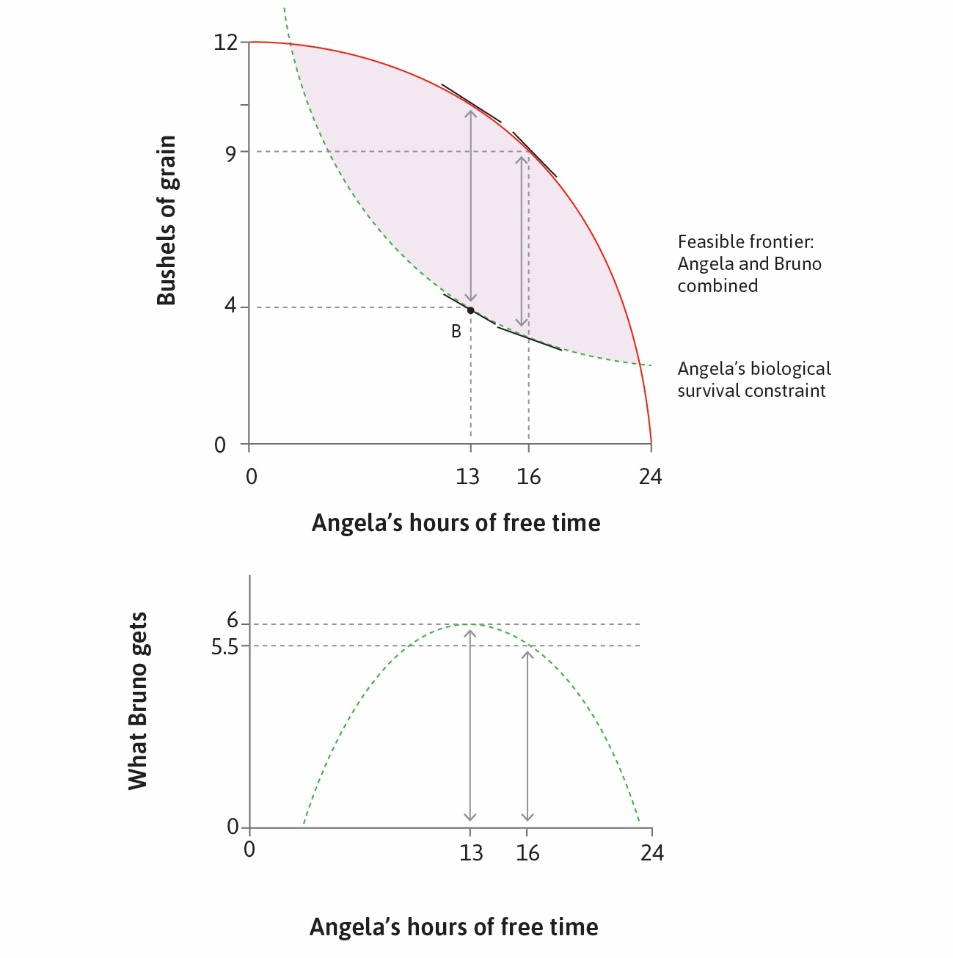 12
9
4
0
Bushels of grain
B
Feasible frontier:
Angela and Bruno
combined
Angela’s biological
survival constraint
0
13
16
24
Angela’s hours of free time
6
5.5
0
What Bruno gets
0
13
16
24
Angela’s hours of free time